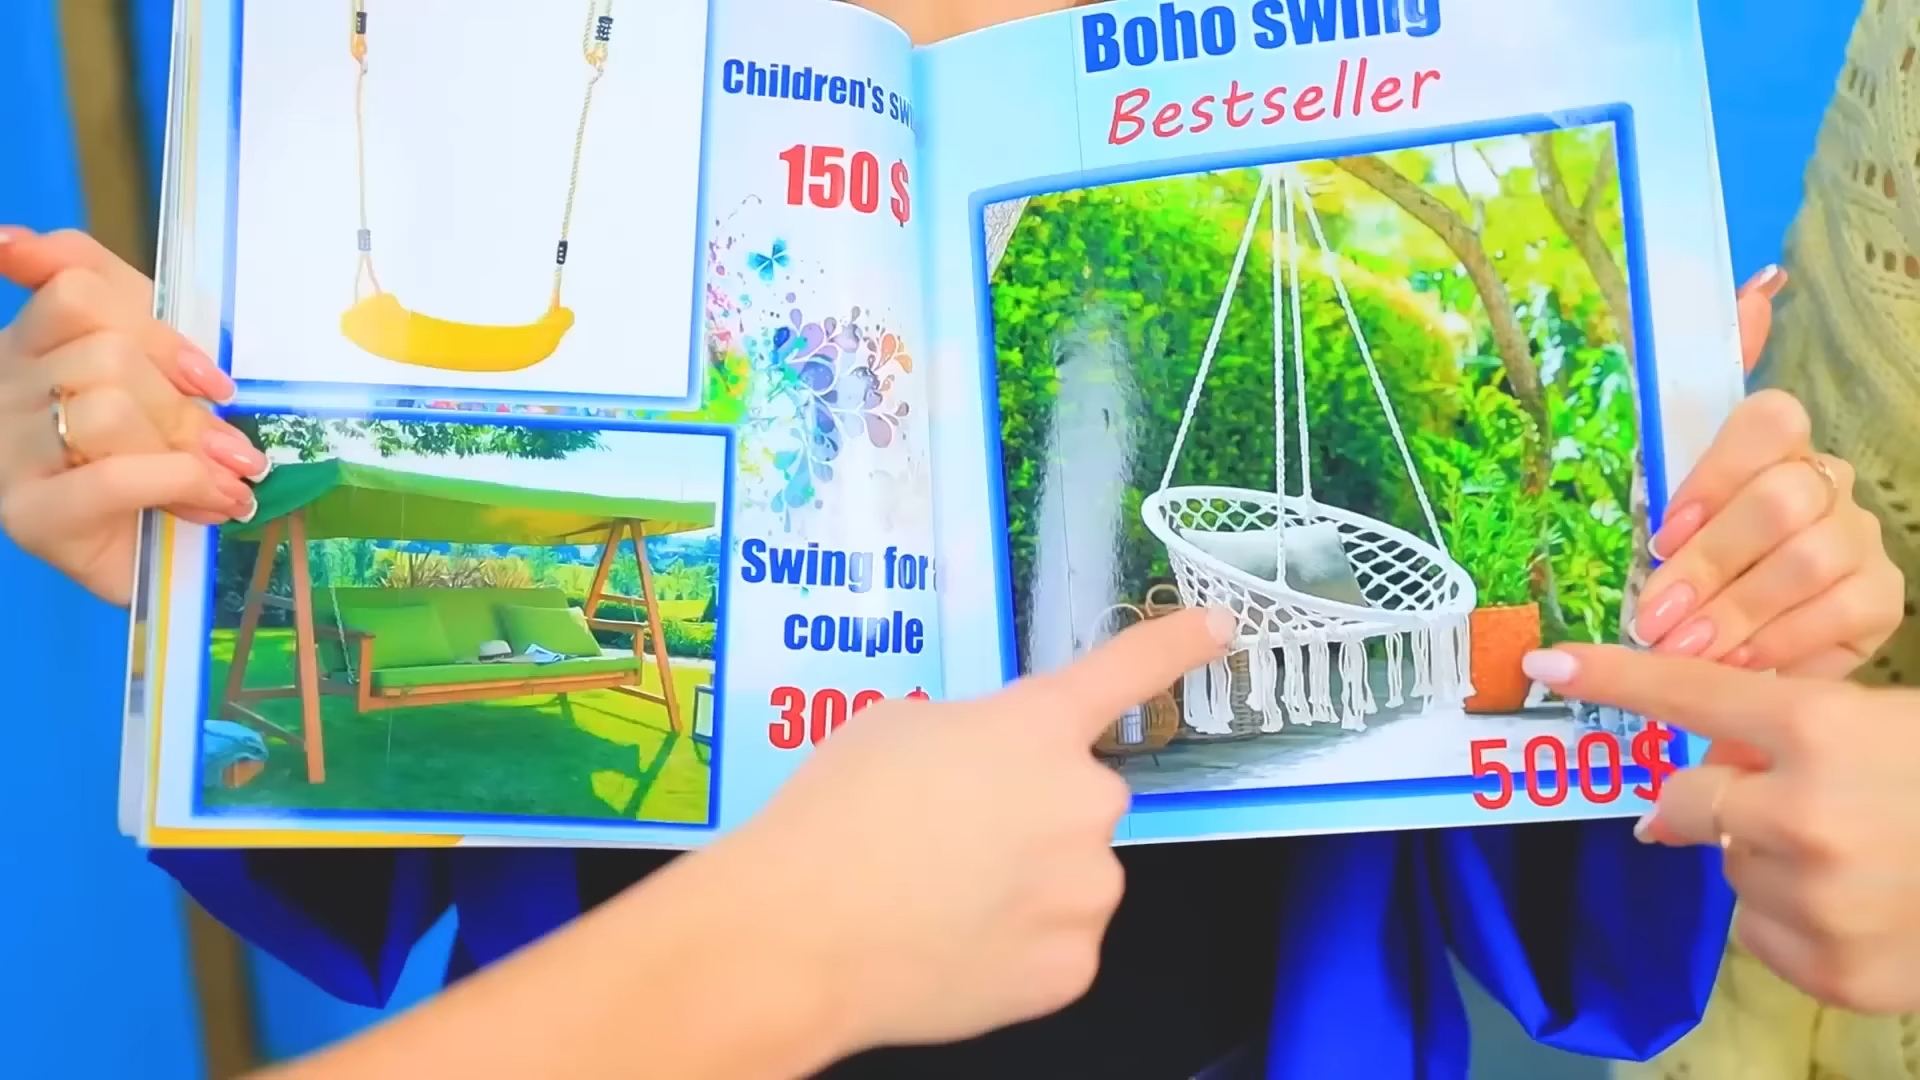 Children's
150 $
Swing for
couple
Boho swing
Bestseller
500$